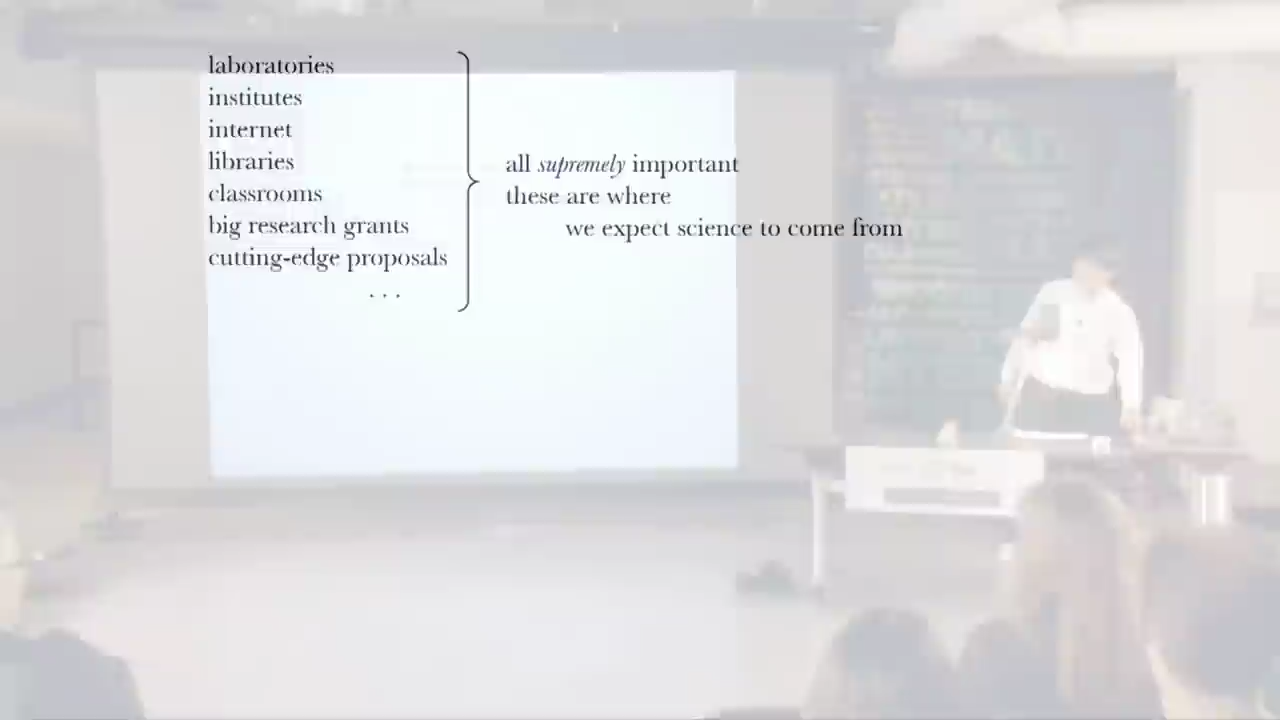 laboratories
institutes
internet
libraries
classrooms
big research grants
cutting-edge proposals
. . .
all supremely important
these are where
we expect science to come from